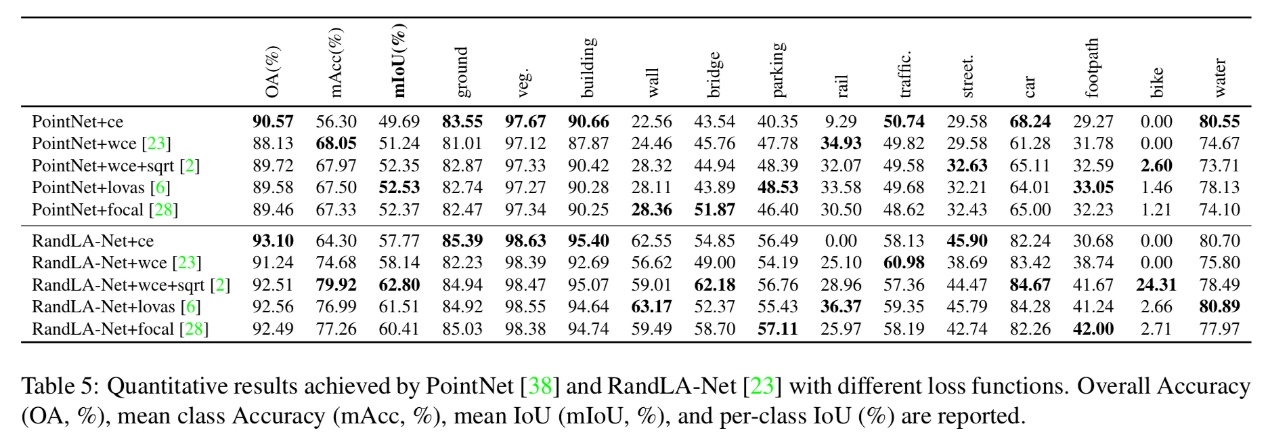 OA(%) mAcc(%) mIoU(%) ground veg. building wall bridge parking rail traffic. street. car footpath bike water
PointNet+ce 90.57 56.30 49.69 83.55 97.67 90.66 22.56 43.54 40.35 9.29 50.74 29.58 68.24 29.27 0.00 80.55
PointNet+wce [23] 88.13 68.05 51.24 81.01 97.12 87.87 24.46 45.76 47.78 34.93 49.82 29.58 61.28 31.78 0.00 74.67
PointNet+wce+sqrt [2] 89.72 67.97 52.35 82.87 97.33 90.42 28.32 44.94 48.39 32.07 49.58 32.63 65.11 32.59 2.60 73.71
PointNet+lovas [6] 89.58 67.50 52.53 82.74 97.27 90.28 28.11 43.89 48.53 33.58 49.68 32.21 64.01 33.05 1.46 78.13
PointNet+focal [28] 89.46 67.33 52.37 82.47 97.34 90.25 28.36 51.87 46.40 30.50 48.62 32.43 65.00 32.23 1.21 74.10
RandLA-Net+ce 93.10 64.30 57.77 85.39 98.63 95.40 62.55 54.85 56.49 0.00 58.13 45.90 82.24 30.68 0.00 80.70
RandLA-Net+wce [23] 91.24 74.68 58.14 82.23 98.39 92.69 56.62 49.00 54.19 25.10 60.98 38.69 83.42 38.74 0.00 75.80
RandLA-Net+wce+sqrt [2] 92.51 79.92 62.80 84.94 98.47 95.07 59.01 62.18 56.76 28.96 57.36 44.47 84.67 41.67 24.31 78.49
RandLA-Net+lovas [6] 92.56 76.99 61.51 84.92 98.55 94.64 63.17 52.37 55.43 36.37 59.35 45.79 84.28 41.24 2.66 80.89
RandLA-Net+focal [28] 92.49 77.26 60.41 85.03 98.38 94.74 59.49 58.70 57.11 25.97 58.19 42.74 82.26 42.00 2.71 77.97
Table 5: Quantitative results achieved by PointNet [38] and RandLA-Net [23] with different loss functions. Overall Accuracy
(OA, %), mean class Accuracy (mAcc, %), mean IoU (mIoU, %), and per-class IoU (%) are reported.